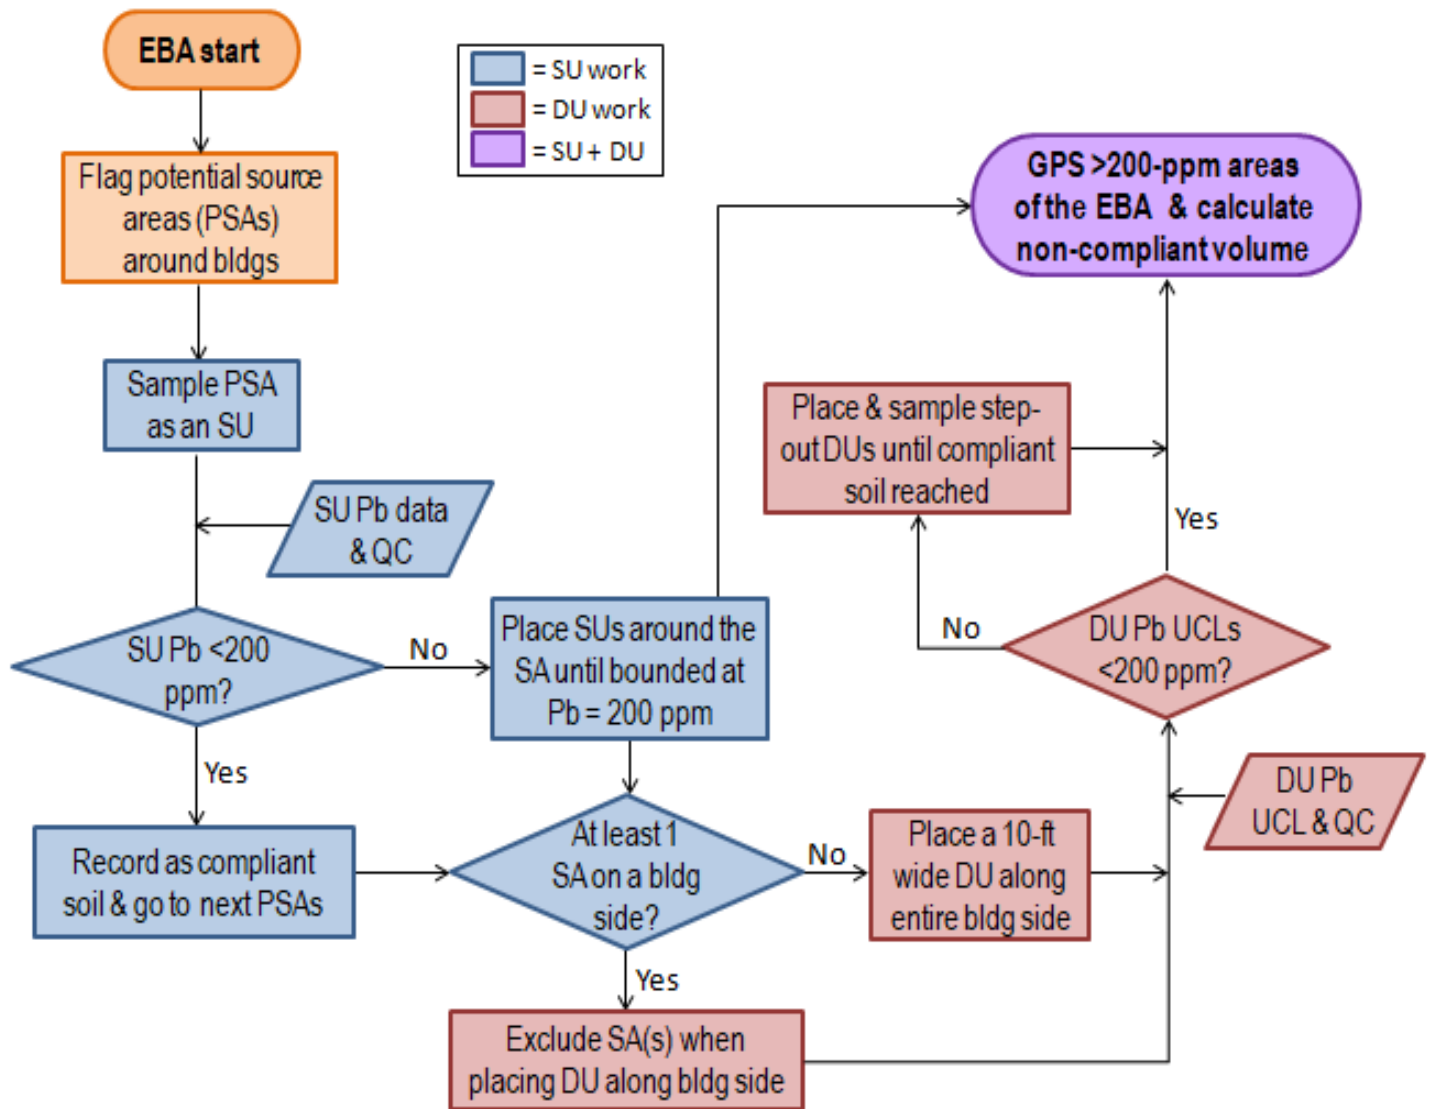 EBA start
= SU work
= DU work
= SU + DU
Flag potential source
areas (PSAs)
around bldgs
GPS >200-ppm areas
of the EBA & calculate
non-compliant volume
Sample PSA
as an SU
SU Pb data
& QC
Place & sample step-
out DUs until compliant
soil reached
Yes
SU Pb <200
ppm?
No
Place SUs around the
SA until bounded at
Pb = 200 ppm
No
DU Pb UCLs
<200 ppm?
Yes
DU Pb
UCL & QC
Record as compliant
soil & go to next PSAs
At least 1
SA on a bldg
side?
No
Place a 10-ft
wide DU along
entire bldg side
Yes
Exclude SA(s) when
placing DU along bldg side